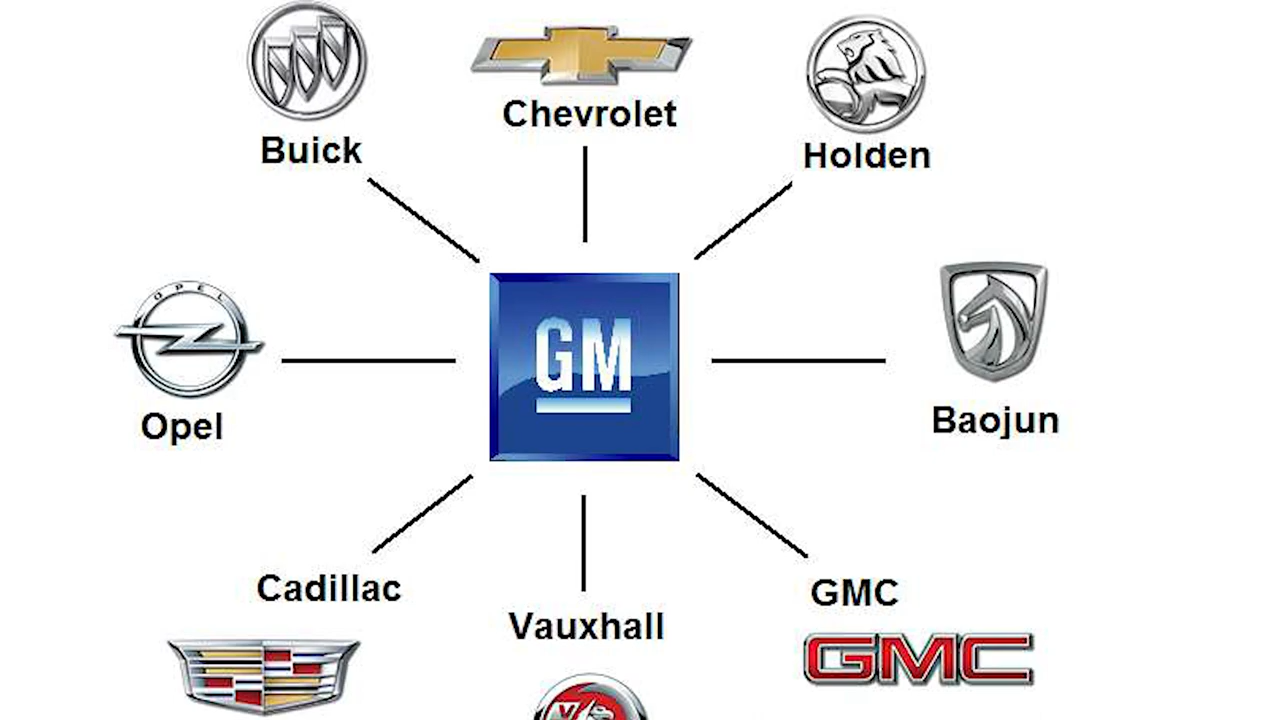 Chevrolet
Buick
Holden
OPEL
GM
Opel
Baojun
Cadillac
GMC
Vauxhall
GMC
V